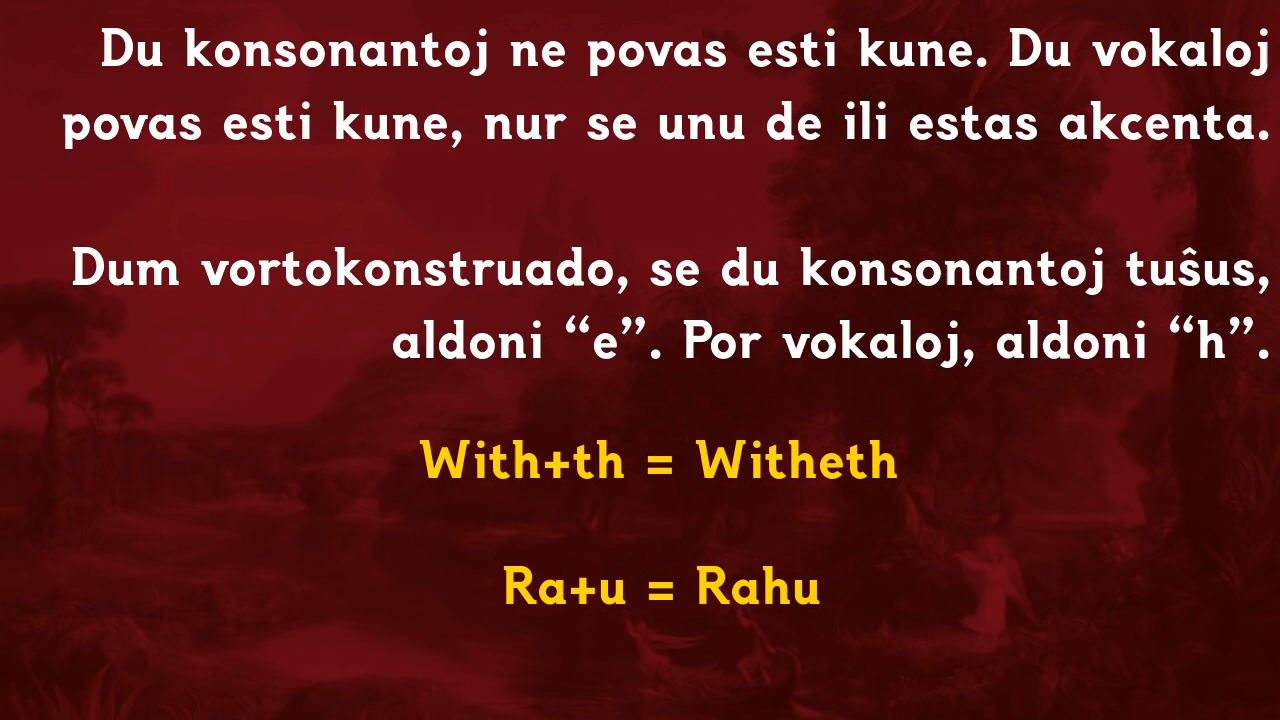 Du konsonantoj ne povas esti kune. Du vokaloj
povas esti kune, nur se unu de ili estas akcenta.
Dum vortokonstruado, se du konsonantoj tuŝus,
aldoni “e”. Por vokaloj, aldoni “h”.
With+th = Witheth
Ra+u = Rahu